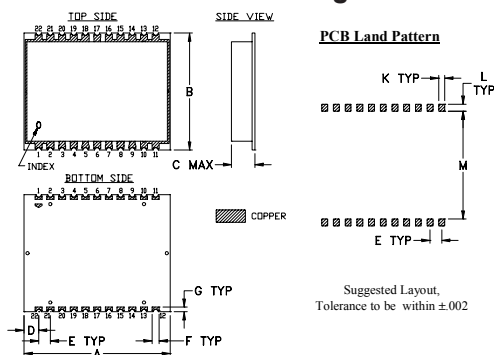 TOP SIDE
22 21 20 19 18 17 16 15 14 13 12
B
INDEX
1 2 3 4 5 6 7 8 9 10 11
SIDE VIEW
C MAX
BOTTOM SIDE
1 2 3 4 5 6 7 8 9 10 11
COPPER
G TYP
22 21 20 19 18 17 16 15 14 13 12
D
E TYP
F TYP
A
PCB Land Pattern
K TYP
L
TYP
M
E TYP
Suggested Layout,
Tolerance to be within ±.002